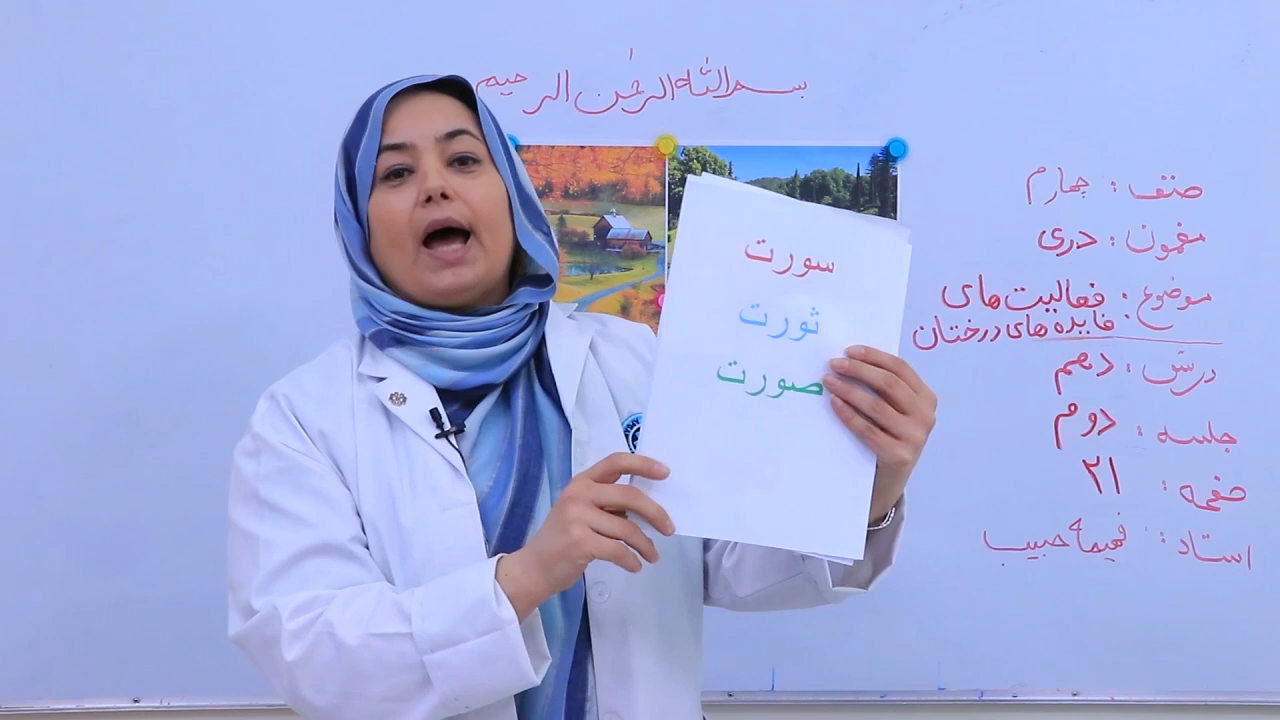 بسم الله الرحمن الرحیم
صنف: چهارم
مضمون: دری
موضوع: فعالیت‌های
فایده‌های درختان
درس: دهم
جلسه: دوم
صفحه: ۲۱
استاد: فهیمه حبیب
سورت
ثورت
صورت